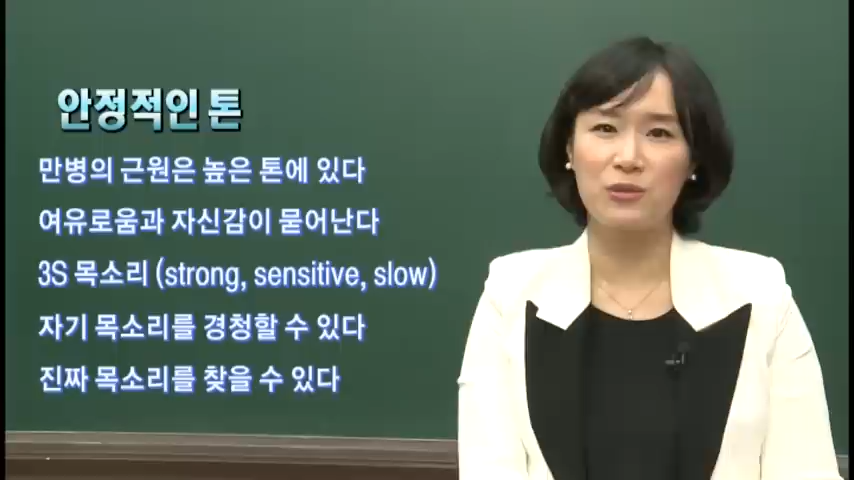 안정적인 톤
만병의 근원은 높은 톤에 있다
여유로움과 자신감이 묻어난다
3S 목소리 (strong, sensitive, slow)
자기 목소리를 경청할 수 있다
진짜 목소리를 찾을 수 있다